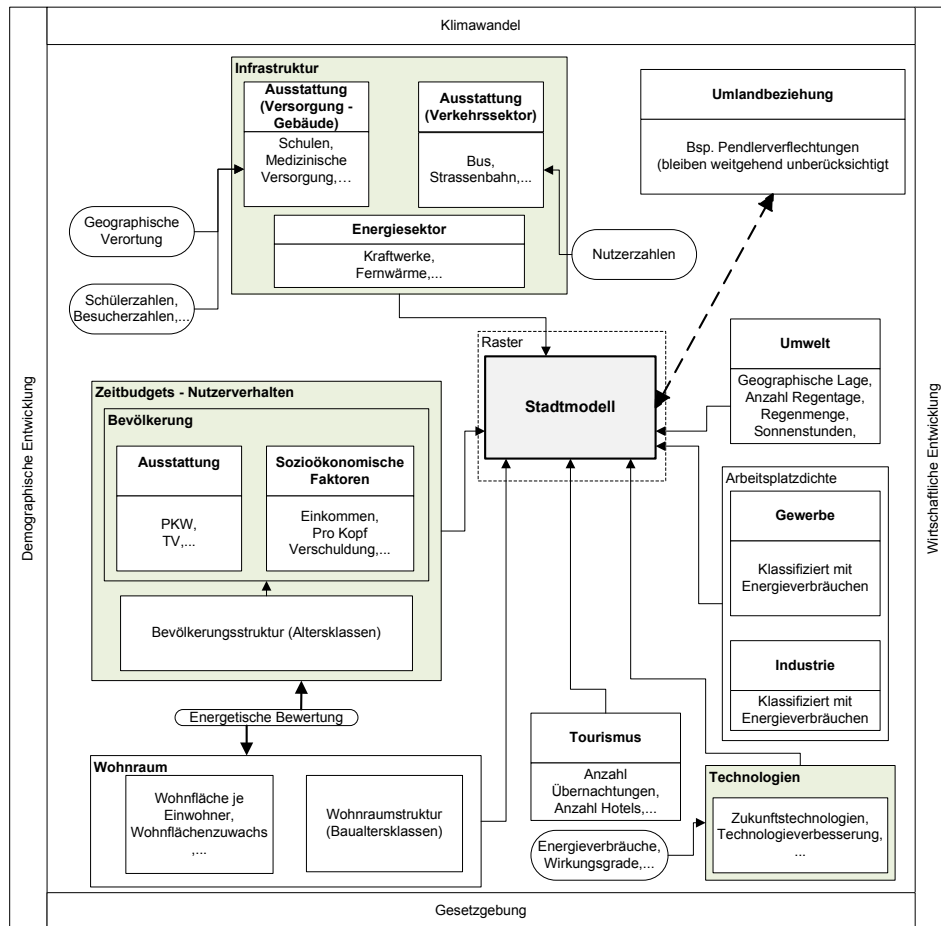 Klimawandel
Infrastruktur
Ausstattung
(Versorgung -
Gebäude)
Schulen,
Medizinische
Versorgung,…
Ausstattung
(Verkehrssektor)
Bus,
Strassenbahn,...
Energiesektor
Kraftwerke,
Fernwärme,...
Geographische
Verortung
Schülerzahlen,
Besucherzahlen,...
Nutzerzahlen
Umlandbeziehung
Bsp. Pendlerverflechtungen
(bleiben weitgehend unberücksichtigt
Raster
Stadtmodell
Umwelt
Geographische Lage,
Anzahl Regentage,
Regenmenge,
Sonnenstunden,
Demographische Entwicklung
Wirtschaftliche Entwicklung
Zeitbudgets - Nutzerverhalten
Bevölkerung
Ausstattung
PKW,
TV,...
Sozioökonomische
Faktoren
Einkommen,
Pro Kopf
Verschuldung,...
Bevölkerungsstruktur (Altersklassen)
Arbeitsplatzdichte
Gewerbe
Klassifiziert mit
Energieverbräuchen
Industrie
Klassifiziert mit
Energieverbräuchen
Energetische Bewertung
Wohnraum
Wohnfläche je
Einwohner,
Wohnflächenzuwachs
,...
Wohnraumstruktur
(Baualtersklassen)
Tourismus
Anzahl
Übernachtungen,
Anzahl Hotels,...
Energieverbräuche,
Wirkungsgrade,...
Technologien
Zukunftstechnologien,
Technologieverbesserung,
...
Gesetzgebung